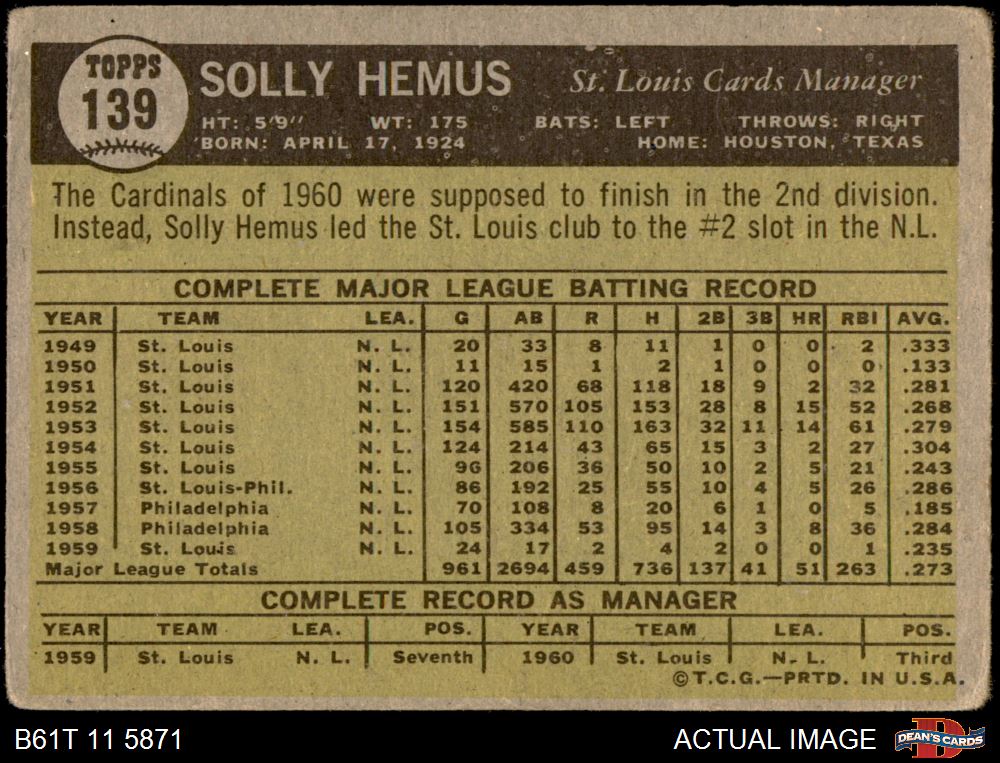 TOPPS
139
SOLLY HEMUS St. Louis Cards Manager
HT: 5'9" WT: 175 BATS: LEFT THROWS: RIGHT
BORN: APRIL 17, 1924 HOME: HOUSTON, TEXAS
The Cardinals of 1960 were supposed to finish in the 2nd division.
Instead, Solly Hemus led the St. Louis club to the #2 slot in the N.L.
COMPLETE MAJOR LEAGUE BATTING RECORD
YEAR TEAM LEA. G AB R H 2B 3B HR RBI AVG.
1949 St. Louis N. L. 20 33 8 11 1 0 0 2 .333
1950 St. Louis N. L. 11 15 1 2 1 0 0 0 .133
1951 St. Louis N. L. 120 420 68 118 18 9 2 32 .281
1952 St. Louis N. L. 151 570 105 153 28 8 15 52 .268
1953 St. Louis N. L. 154 585 110 163 32 11 14 61 .279
1954 St. Louis N. L. 124 214 43 65 15 3 2 27 .304
1955 St. Louis N. L. 96 206 36 50 10 2 5 21 .243
1956 St. Louis-Phil. N. L. 86 192 25 55 10 4 5 26 .286
1957 Philadelphia N. L. 70 108 8 20 6 1 0 5 .185
1958 Philadelphia N. L. 105 334 53 95 14 3 8 36 .284
1959 St. Louis N. L. 24 17 2 4 2 0 0 1 .235
Major League Totals 961 2694 459 736 137 41 51 263 .273
COMPLETE RECORD AS MANAGER
YEAR TEAM LEA. POS. YEAR TEAM LEA. POS.
1959 St. Louis N. L. Seventh 1960 St. Louis N. L. Third
©T.C.G.—PRTD. IN U.S.A.
B61T 11 5871 ACTUAL IMAGE DEAN'S CARDS